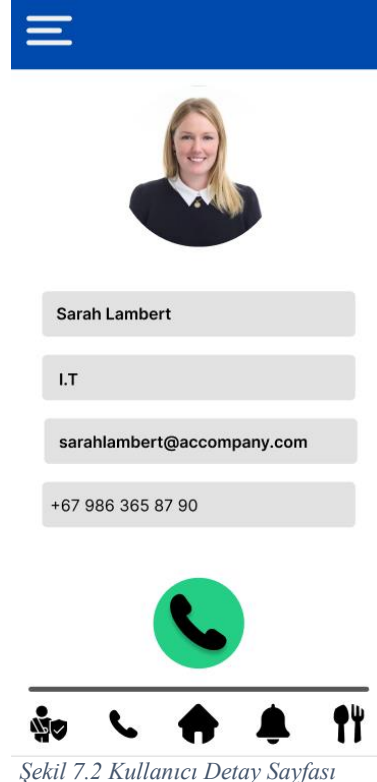 Sarah Lambert
I.T
sarahlambert@accompany.com
+67 986 365 87 90
Şekil 7.2 Kullanıcı Detay Sayfası